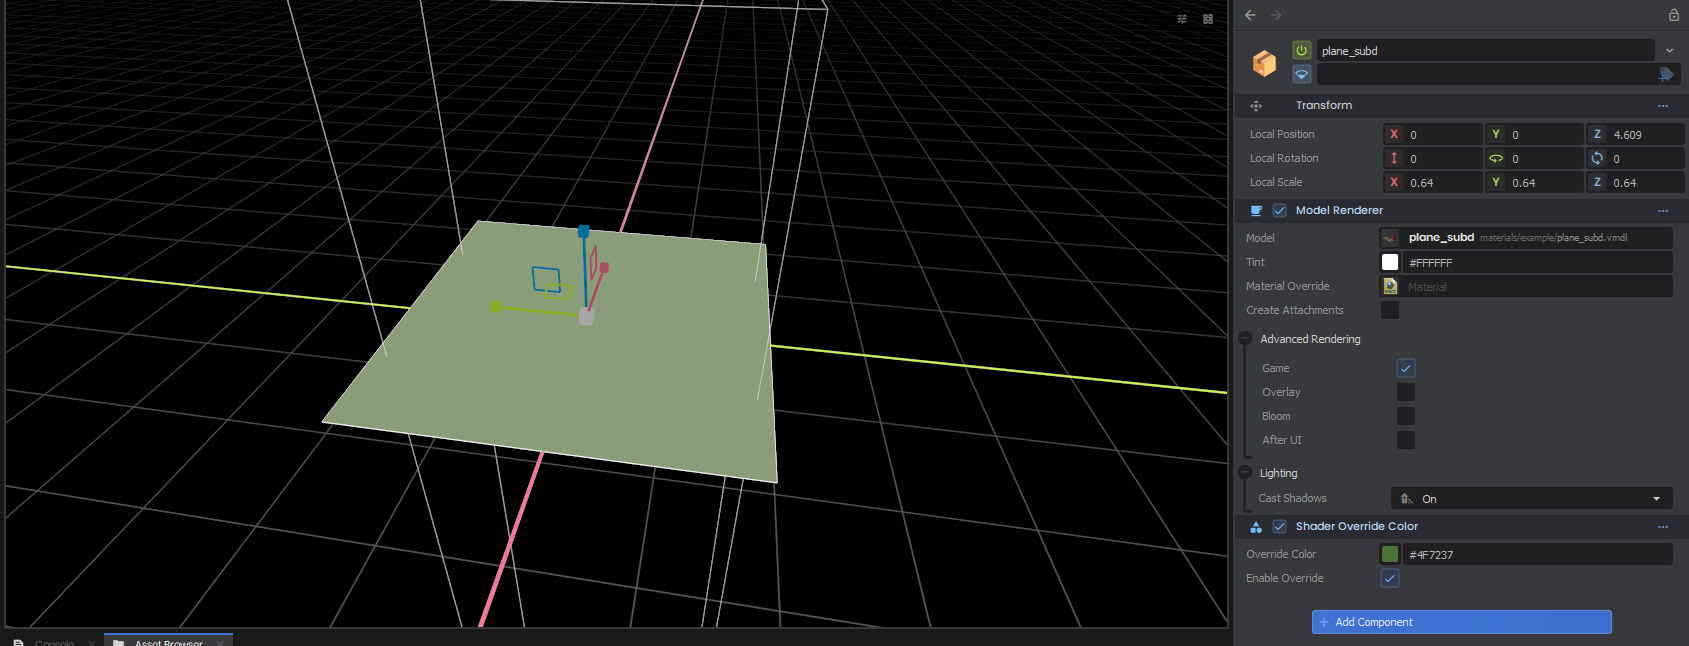 plane_subd
Transform
Local Position X 0 Y 0 Z 4.609
Local Rotation 0 0 0
Local Scale X 0.64 Y 0.64 Z 0.64
Model Renderer
Model plane_subd materials/example/plane_subd.vmdl
Tint #FFFFFF
Material Override Material
Create Attachments
Advanced Rendering
Game
Overlay
Bloom
After UI
Lighting
Cast Shadows On
Shader Override Color
Override Color #4F7237
Enable Override
+ Add Component
Console Asset Browser